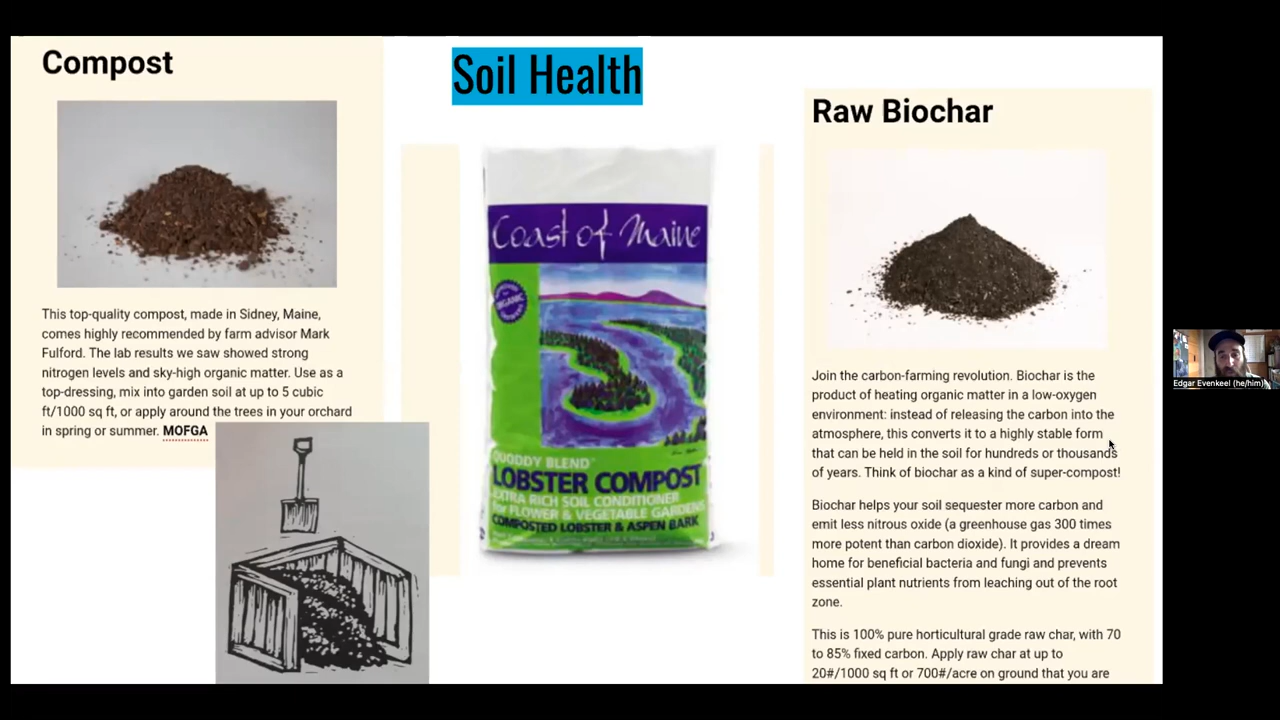 Compost
This top-quality compost, made in Sidney, Maine,
comes highly recommended by farm advisor Mark
Fulford. The lab results we saw showed strong
nitrogen levels and sky-high organic matter. Use as a
top-dressing, mix into garden soil at up to 5 cubic
ft/1000 sq ft, or apply around the trees in your orchard
in spring or summer. MOFGA
Soil Health
Coast of Maine
ORGANIC
QUODDY BLEND
LOBSTER COMPOST
EXTRA RICH SOIL CONDITIONER
for FLOWER & VEGETABLE GARDENS
COMPOSTED LOBSTER & ASPEN BARK
Raw Biochar
Join the carbon-farming revolution. Biochar is the
product of heating organic matter in a low-oxygen
environment: instead of releasing the carbon into the
atmosphere, this converts it to a highly stable form
that can be held in the soil for hundreds or thousands
of years. Think of biochar as a kind of super-compost!
Biochar helps your soil sequester more carbon and
emit less nitrous oxide (a greenhouse gas 300 times
more potent than carbon dioxide). It provides a dream
home for beneficial bacteria and fungi and prevents
essential plant nutrients from leaching out of the root
zone.
This is 100% pure horticultural grade raw char, with 70
to 85% fixed carbon. Apply raw char at up to
20#/1000 sq ft or 700#/acre on ground that you are
Edgar Evenkeel (he/him)